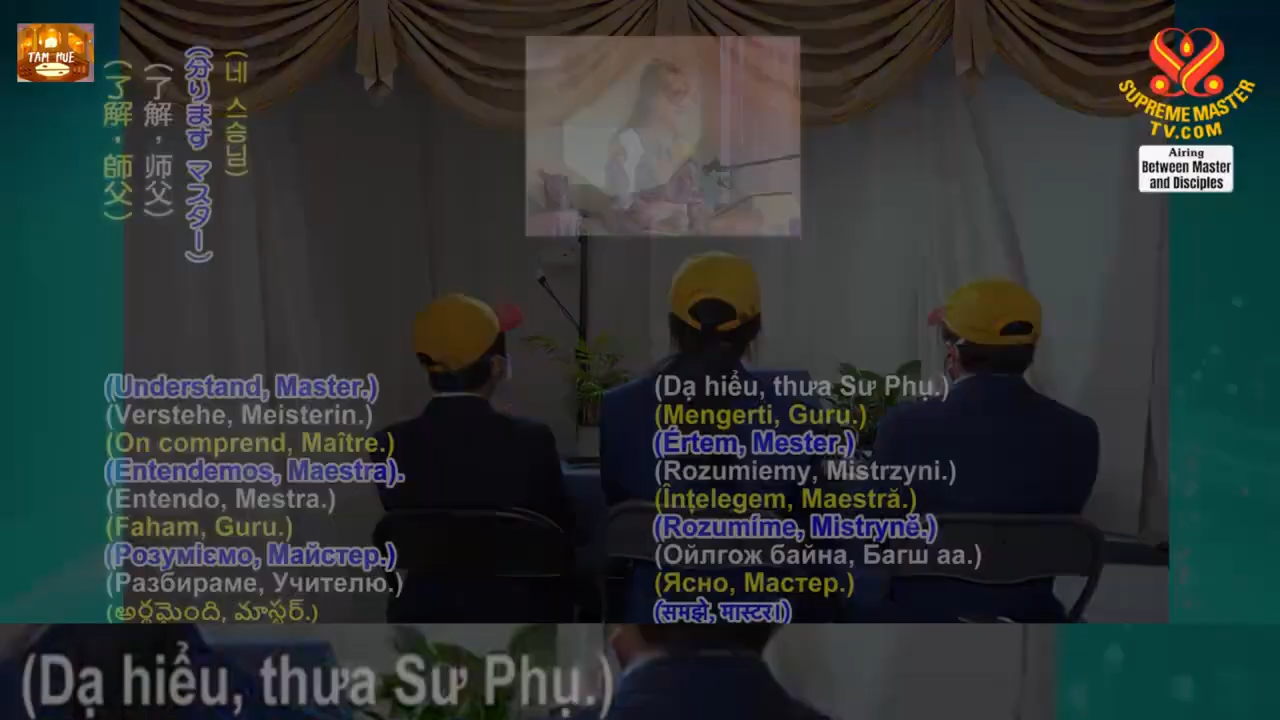 TAM HUE
(了解，師父)
(了解，师父)
(分ります マスター)
(네 스승님)
SUPREME MASTER
TV.COM
Airing
Between Master
and Disciples
(Understand, Master.)
(Verstehe, Meisterin.)
(On comprend, Maître.)
(Entendemos, Maestra).
(Entendo, Mestra.)
(Faham, Guru.)
(Розуміємо, Майстер.)
(Разбираме, Учителю.)
(అర్థమైంది, మాస్టర్.)
(Dạ hiểu, thưa Sư Phụ.)
(Mengerti, Guru.)
(Értem, Mester.)
(Rozumiemy, Mistrzyni.)
(Înțelegem, Maestră.)
(Rozumíme, Mistryně.)
(Ойлгож байна, Багш аа.)
(Ясно, Мастер.)
(समझे, मास्टर।)
(Dạ hiểu, thưa Sư Phụ.)